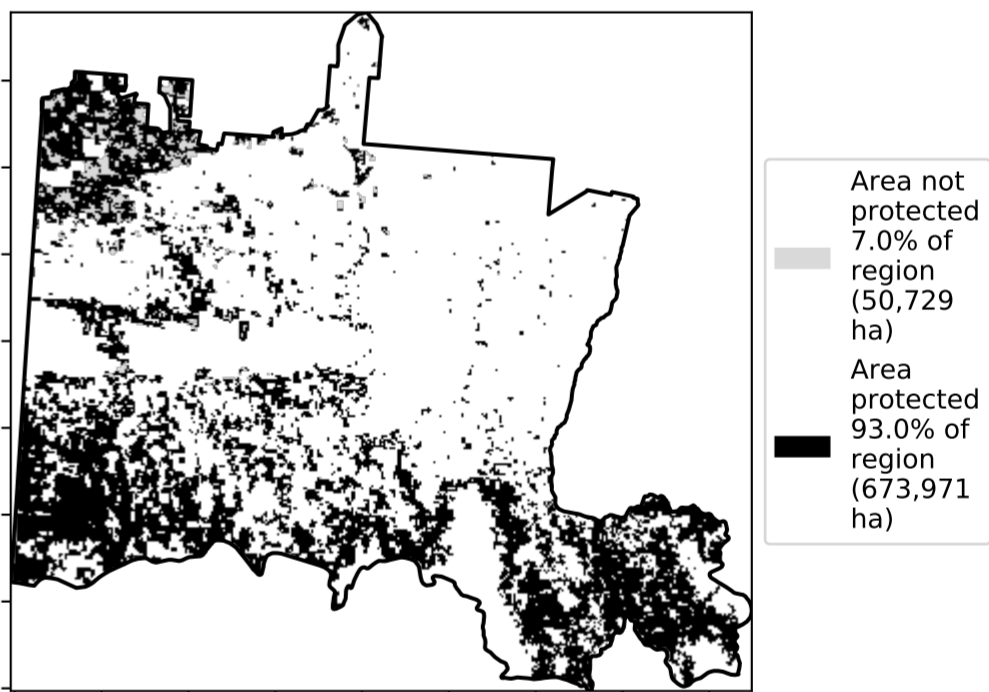 Area not
protected
7.0% of
region
(50,729
ha)
Area
protected
93.0% of
region
(673,971
ha)